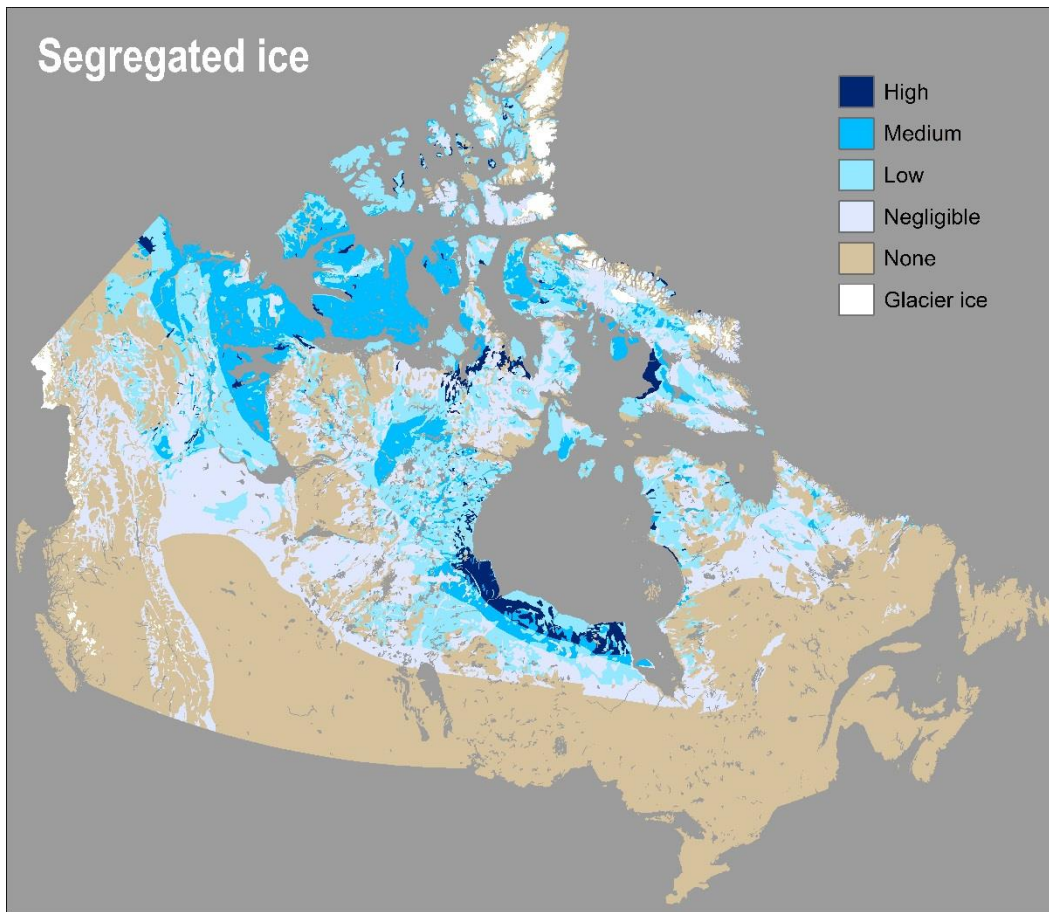 Segregated ice
High
Medium
Low
Negligible
None
Glacier ice